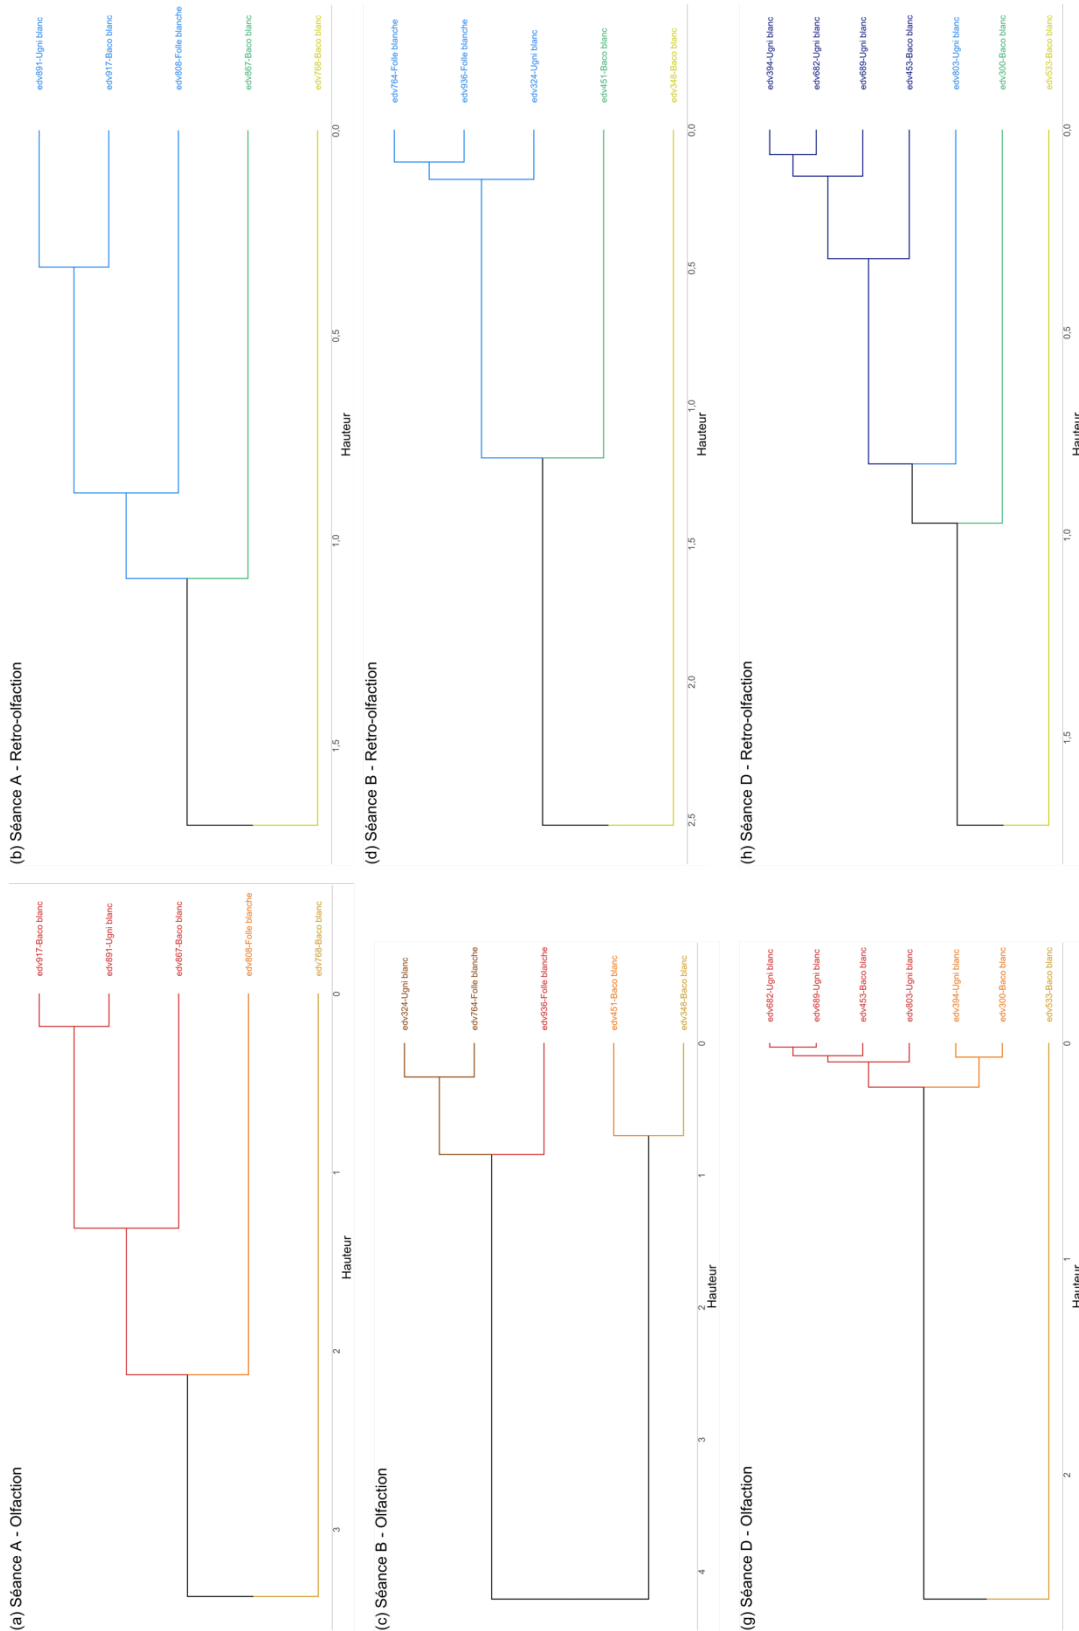 (a) Séance A - Olfaction
edv917-Baco blanc
edv891-Ugni blanc
edv867-Baco blanc
edv808-Folle blanche
edv768-Baco blanc
3
2
1
0
Hauteur
(b) Séance A - Retro-olfaction
edv891-Ugni blanc
edv917-Baco blanc
edv808-Folle blanche
edv867-Baco blanc
edv768-Baco blanc
1,5
1,0
0,5
0,0
Hauteur
(c) Séance B - Olfaction
edv324-Ugni blanc
edv764-Folle blanche
edv936-Folle blanche
edv451-Baco blanc
edv348-Baco blanc
4
3
2
1
0
Hauteur
(d) Séance B - Retro-olfaction
edv764-Folle blanche
edv936-Folle blanche
edv324-Ugni blanc
edv451-Baco blanc
edv348-Baco blanc
2.5
2,0
1,5
1,0
0,5
0,0
Hauteur
(g) Séance D - Olfaction
edv682-Ugni blanc
edv689-Ugni blanc
edv453-Baco blanc
edv803-Ugni blanc
edv394-Ugni blanc
edv300-Baco blanc
edv533-Baco blanc
2
1
0
Hauteur
(h) Séance D - Retro-olfaction
edv394-Ugni blanc
edv682-Ugni blanc
edv689-Ugni blanc
edv453-Baco blanc
edv803-Ugni blanc
edv300-Baco blanc
edv533-Baco blanc
1,5
1,0
0,5
0,0
Hauteur